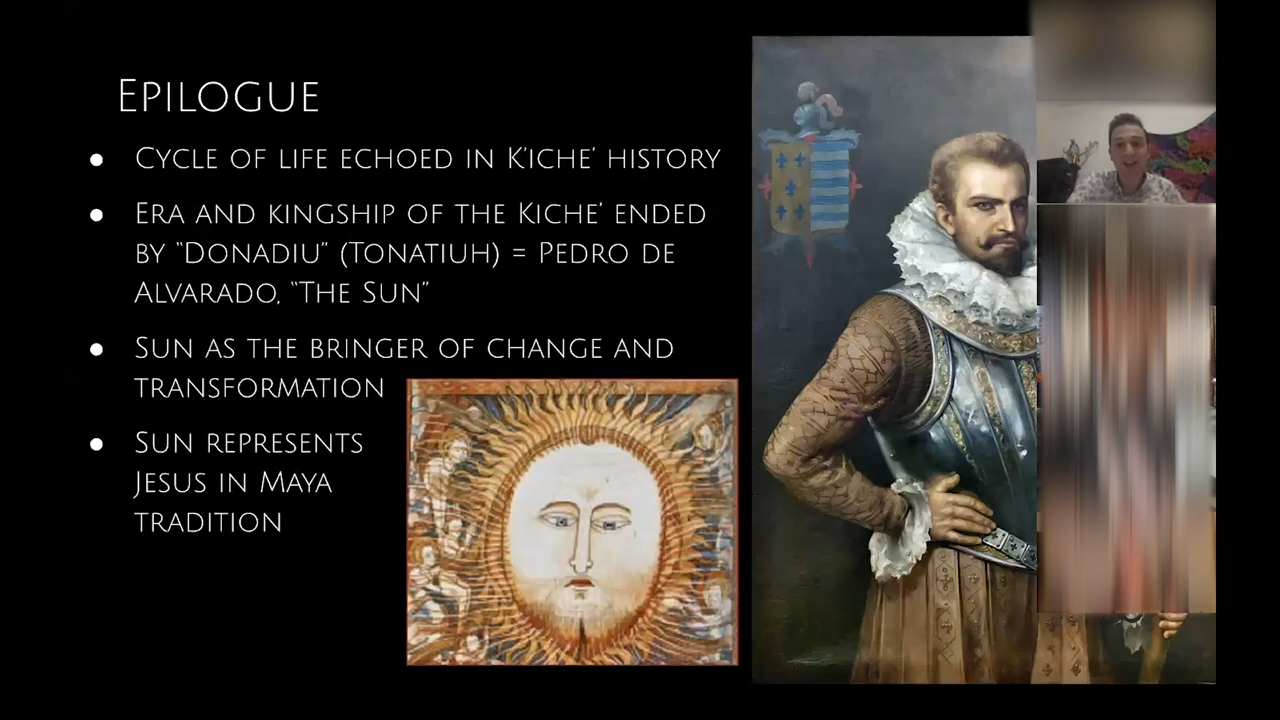 EPILOGUE
● CYCLE OF LIFE ECHOED IN K'ICHE' HISTORY
● ERA AND KINGSHIP OF THE KICHE' ENDED
BY "DONADIU" (TONATIUH) = PEDRO DE
ALVARADO, "THE SUN"
● SUN AS THE BRINGER OF CHANGE AND
TRANSFORMATION
● SUN REPRESENTS
JESUS IN MAYA
TRADITION